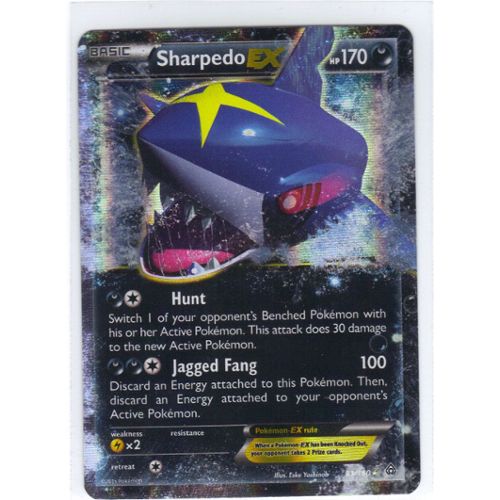 BASIC Sharpedo EX HP170
Hunt
Switch 1 of your opponent's Benched Pokémon with
his or her Active Pokémon. This attack does 30 damage to
the new Active Pokémon.
Jagged Fang 100
Discard an Energy attached to this Pokémon. Then,
discard an Energy attached to your opponent's
Active Pokémon.
weakness resistance
×2
Pokémon-EX rule
When a Pokémon-EX has been Knocked Out,
your opponent takes 2 Prize cards.
retreat
©2015 Pokémon
Illus. Eske Yoshinob